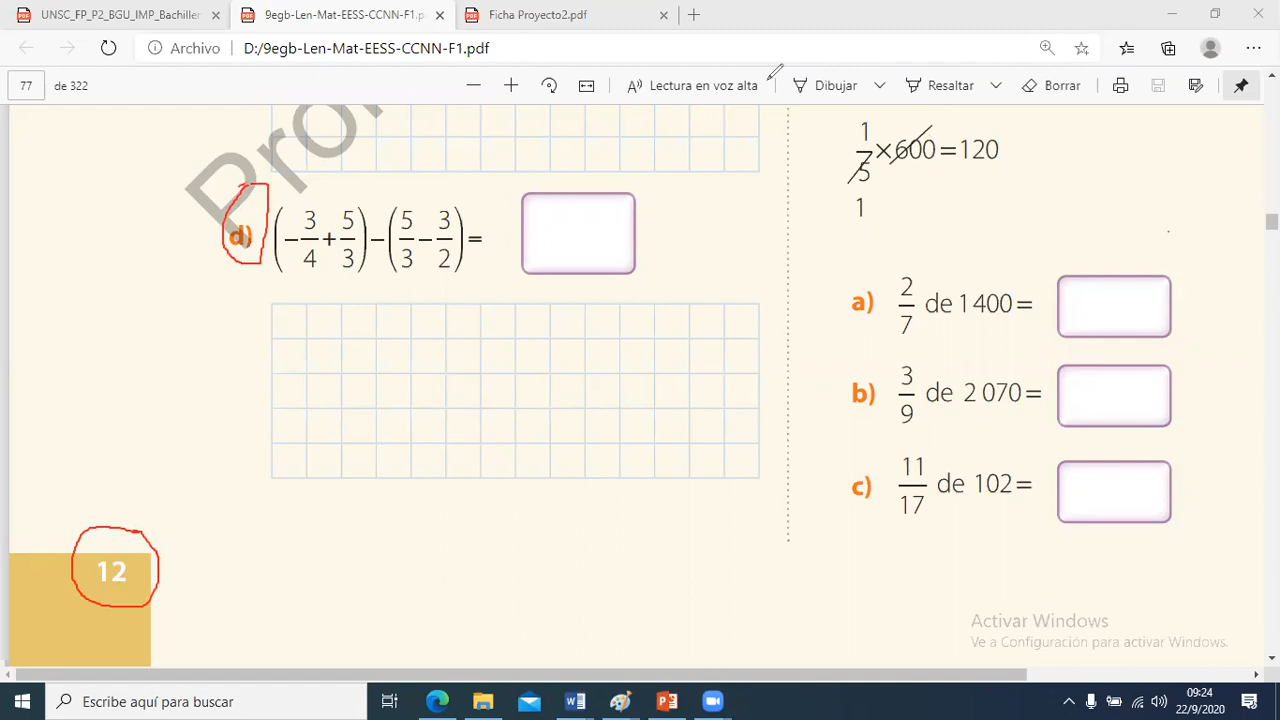 UNSC_FP_P2_BGU_IMP_Bachiller
9egb-Len-Mat-EESS-CCNN-F1.pdf
Ficha Proyecto2.pdf
Archivo
D:/9egb-Len-Mat-EESS-CCNN-F1.pdf
77 de 322
Lectura en voz alta
Dibujar
Resaltar
Borrar
Pro
1/5 × 600 = 120
1
d) (−3/4 + 5/3) − (5/3 − 3/2) =
a) 2/7 de 1 400 =
b) 3/9 de 2 070 =
c) 11/17 de 102 =
12
Activar Windows
Ve a Configuración para activar Windows.
Escribe aquí para buscar
09:24
22/9/2020